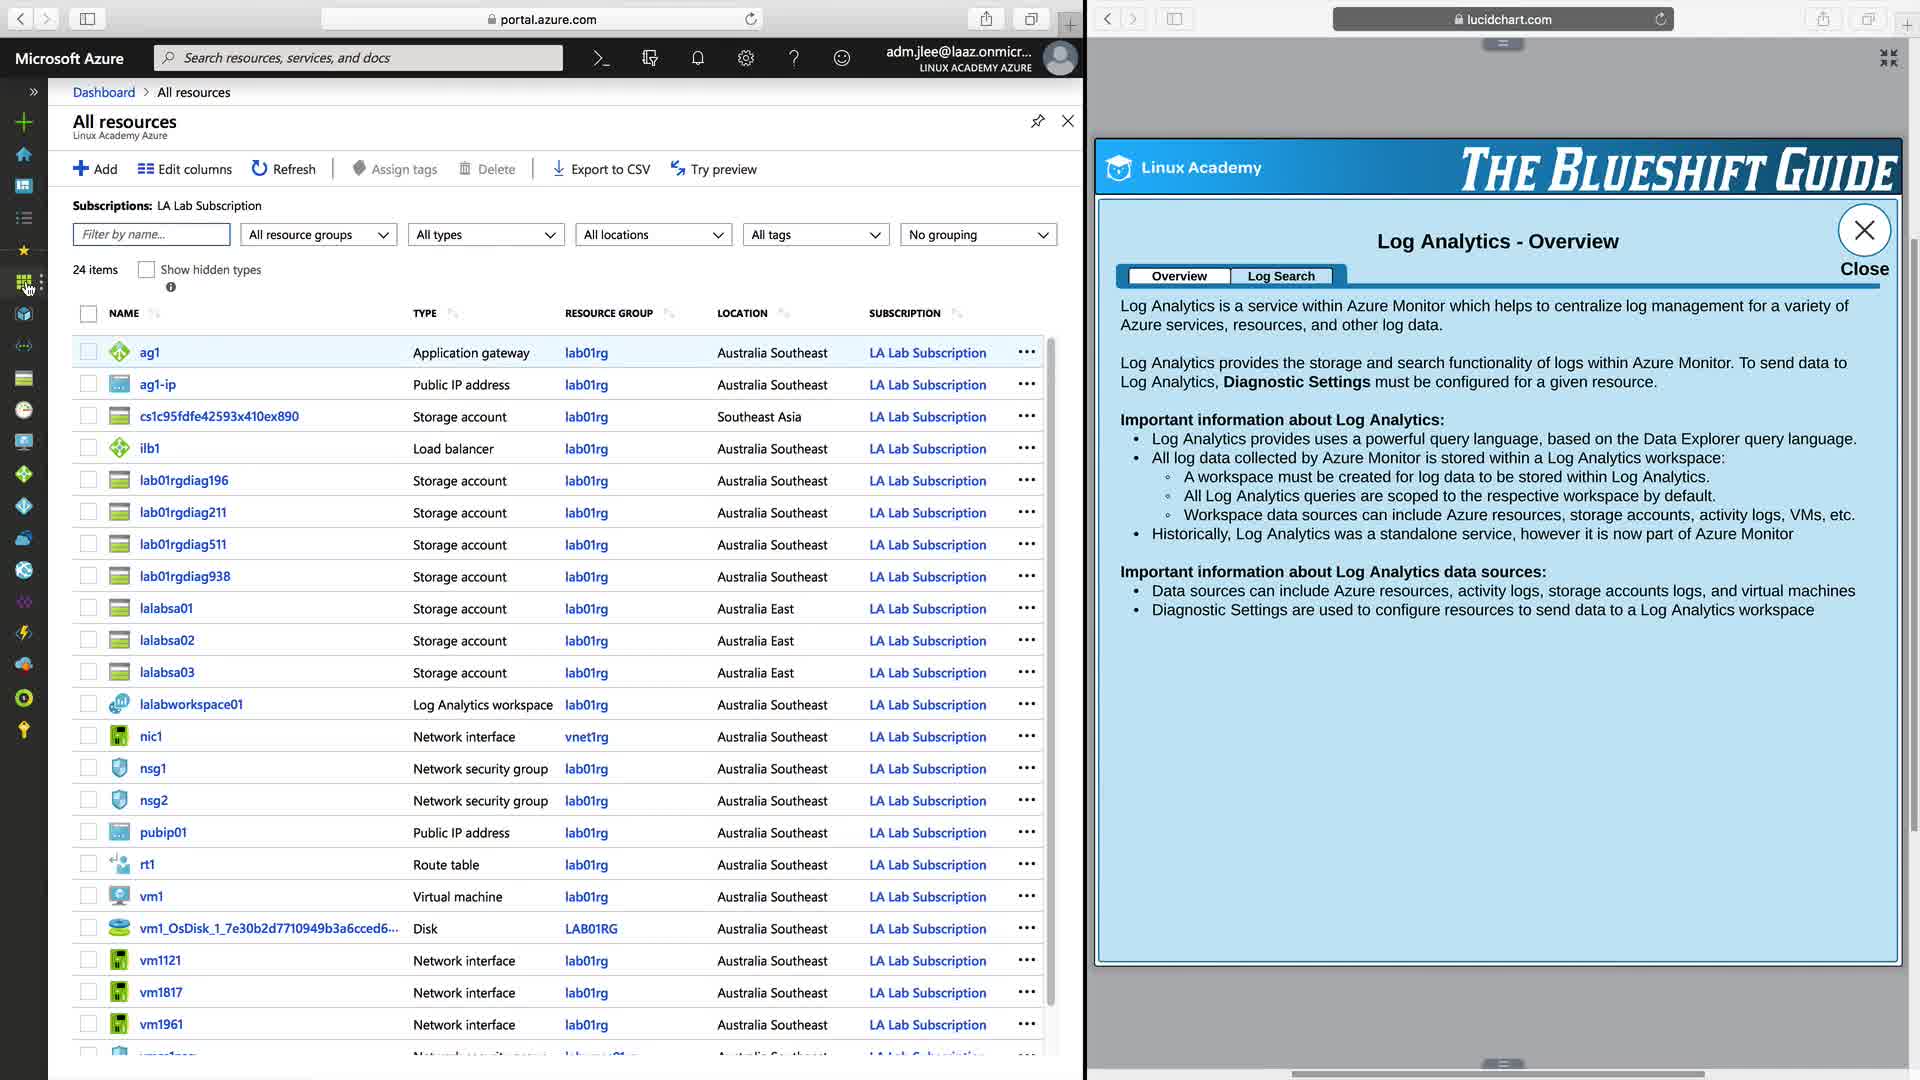 portal.azure.com
Microsoft Azure
Search resources, services, and docs
adm.jlee@laaz.onmicr...
LINUX ACADEMY AZURE
Dashboard > All resources
All resources
Linux Academy Azure
Add Edit columns Refresh Assign tags Delete Export to CSV Try preview
Subscriptions: LA Lab Subscription
Filter by name... All resource groups All types All locations All tags No grouping
24 items Show hidden types
NAME TYPE RESOURCE GROUP LOCATION SUBSCRIPTION
ag1 Application gateway lab01rg Australia Southeast LA Lab Subscription
ag1-ip Public IP address lab01rg Australia Southeast LA Lab Subscription
cs1c95fdfe42593x410ex890 Storage account lab01rg Southeast Asia LA Lab Subscription
ilb1 Load balancer lab01rg Australia Southeast LA Lab Subscription
lab01rgdiag196 Storage account lab01rg Australia Southeast LA Lab Subscription
lab01rgdiag211 Storage account lab01rg Australia Southeast LA Lab Subscription
lab01rgdiag511 Storage account lab01rg Australia Southeast LA Lab Subscription
lab01rgdiag938 Storage account lab01rg Australia Southeast LA Lab Subscription
lalabsa01 Storage account lab01rg Australia East LA Lab Subscription
lalabsa02 Storage account lab01rg Australia East LA Lab Subscription
lalabsa03 Storage account lab01rg Australia East LA Lab Subscription
lalabworkspace01 Log Analytics workspace lab01rg Australia Southeast LA Lab Subscription
nic1 Network interface vnet1rg Australia Southeast LA Lab Subscription
nsg1 Network security group lab01rg Australia Southeast LA Lab Subscription
nsg2 Network security group lab01rg Australia Southeast LA Lab Subscription
pubip01 Public IP address lab01rg Australia Southeast LA Lab Subscription
rt1 Route table lab01rg Australia Southeast LA Lab Subscription
vm1 Virtual machine lab01rg Australia Southeast LA Lab Subscription
vm1_OsDisk_1_7e30b2d7710949b3a6cced6... Disk LAB01RG Australia Southeast LA Lab Subscription
vm1121 Network interface lab01rg Australia Southeast LA Lab Subscription
vm1817 Network interface lab01rg Australia Southeast LA Lab Subscription
vm1961 Network interface lab01rg Australia Southeast LA Lab Subscription
lucidchart.com
Linux Academy THE BLUESHIFT GUIDE
Log Analytics - Overview
Close
Overview Log Search
Log Analytics is a service within Azure Monitor which helps to centralize log management for a variety of
Azure services, resources, and other log data.
Log Analytics provides the storage and search functionality of logs within Azure Monitor. To send data to
Log Analytics, Diagnostic Settings must be configured for a given resource.
Important information about Log Analytics:
• Log Analytics provides uses a powerful query language, based on the Data Explorer query language.
• All log data collected by Azure Monitor is stored within a Log Analytics workspace:
◦ A workspace must be created for log data to be stored within Log Analytics.
◦ All Log Analytics queries are scoped to the respective workspace by default.
◦ Workspace data sources can include Azure resources, storage accounts, activity logs, VMs, etc.
• Historically, Log Analytics was a standalone service, however it is now part of Azure Monitor
Important information about Log Analytics data sources:
• Data sources can include Azure resources, activity logs, storage accounts logs, and virtual machines
• Diagnostic Settings are used to configure resources to send data to a Log Analytics workspace